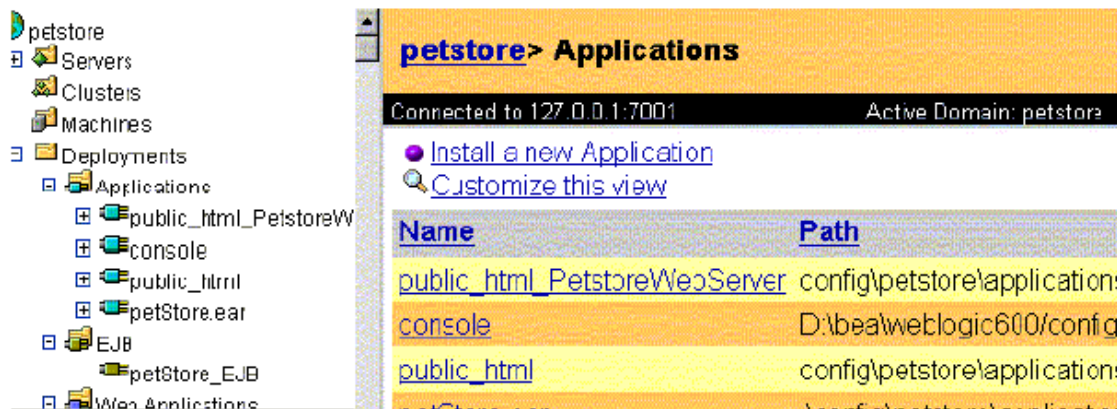 petstore
Servers
Clusters
Machines
Deployments
Applications
public_html_PetstoreW
console
public_html
petStore.ear
EJB
petStore_EJB
Web Applications
petstore> Applications
Connected to 127.0.0.1:7001 Active Domain: petstore
Install a new Application
Customize this view
Name Path
public_html_PetstoreWebServer config\petstore\applications
console D:\bea\weblogic600/config
public_html config\petstore\applications